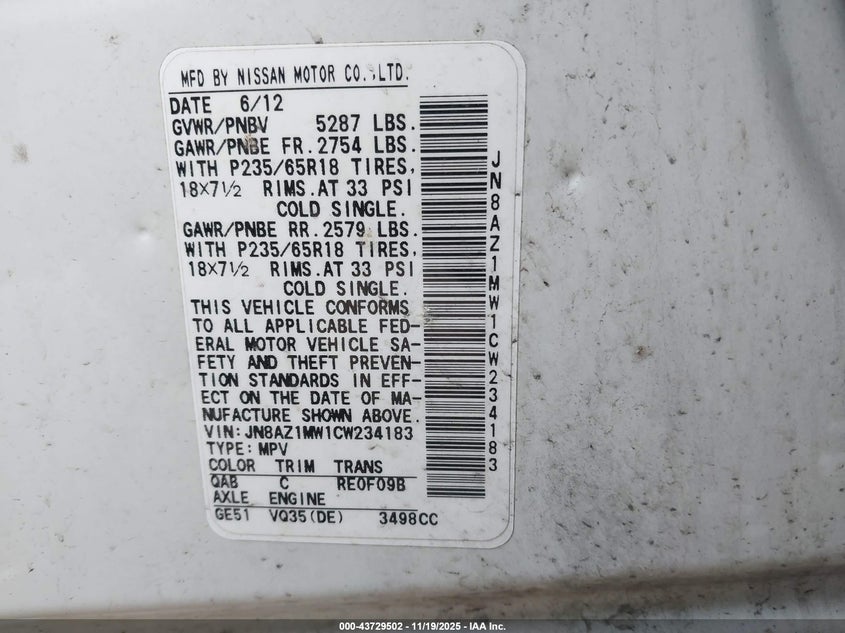 MFD BY NISSAN MOTOR CO.,LTD.
DATE 6/12
GVWR/PNBV 5287 LBS.
GAWR/PNBE FR.2754 LBS.
WITH P235/65R18 TIRES,
18×7½ RIMS.AT 33 PSI
COLD SINGLE.
GAWR/PNBE RR.2579 LBS.
WITH P235/65R18 TIRES,
18×7½ RIMS.AT 33 PSI
COLD SINGLE.
THIS VEHICLE CONFORMS
TO ALL APPLICABLE FED-
ERAL MOTOR VEHICLE SA-
FETY AND THEFT PREVEN-
TION STANDARDS IN EFF-
ECT ON THE DATE OF MA-
NUFACTURE SHOWN ABOVE.
VIN:JN8AZ1MW1CW234183
TYPE:MPV
COLOR TRIM TRANS
QAB C RE0F09B
AXLE ENGINE
GE51 VQ35(DE) 3498CC
JN8AZ1MW1CW234183
000-43729502 — 11/19/2025 — IAA Inc.